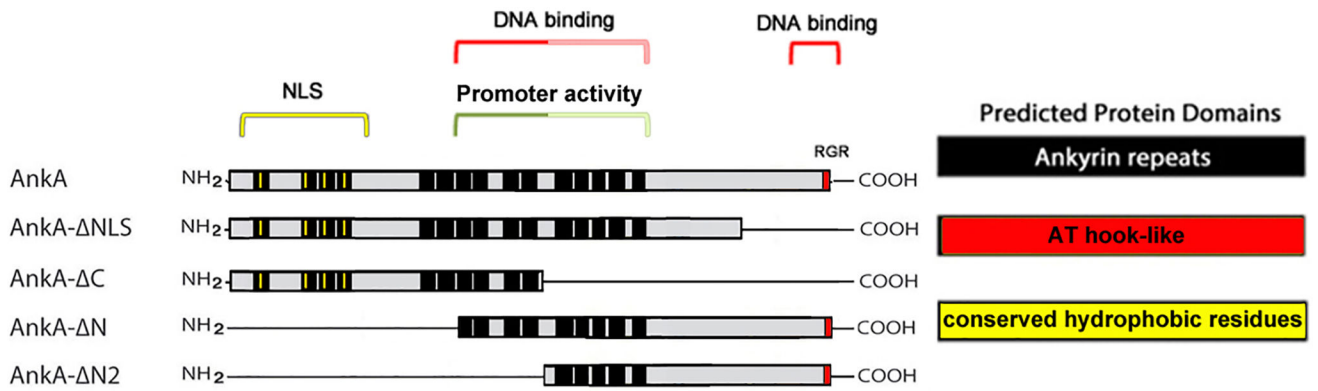 DNA binding
DNA binding
NLS
Promoter activity
Predicted Protein Domains
RGR
Ankyrin repeats
AnkA NH2 COOH
AnkA-ΔNLS NH2 COOH
AT hook-like
AnkA-ΔC NH2 COOH
conserved hydrophobic residues
AnkA-ΔN NH2 COOH
AnkA-ΔN2 NH2 COOH